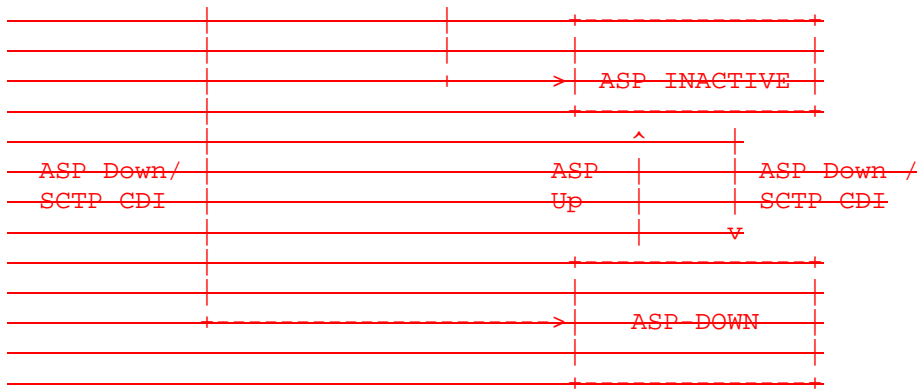 ASP INACTIVE
ASP Down/ ASP ASP Down /
SCTP CDI Up SCTP CDI
v
ASP-DOWN